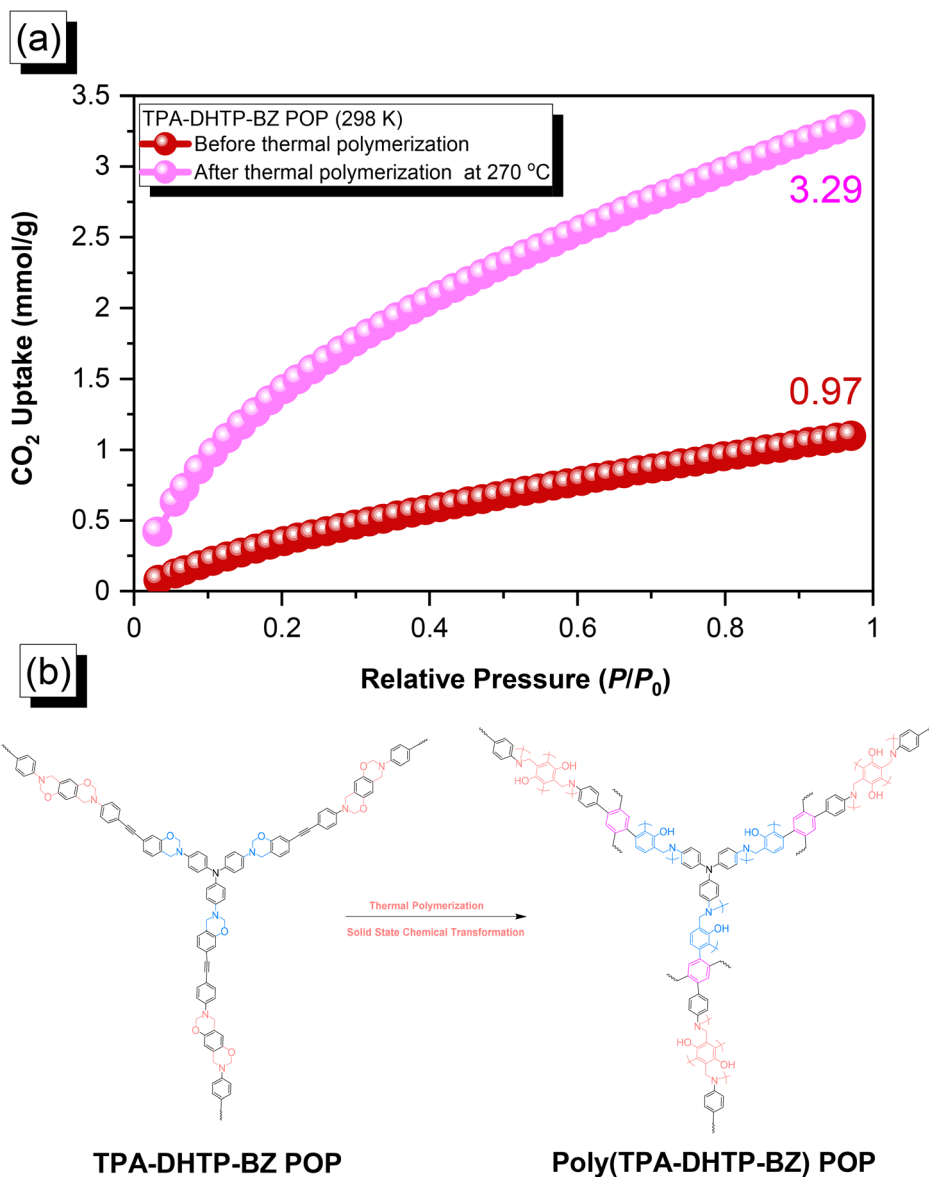 (a)
3.5
3
2.5
2
1.5
1
0.5
0
CO2 Uptake (mmol/g)
TPA-DHTP-BZ POP (298 K)
Before thermal polymerization
After thermal polymerization at 270 °C
3.29
0.97
0 0.2 0.4 0.6 0.8 1
Relative Pressure (P/P0)
(b)
Thermal Polymerization
Solid State Chemical Transformation
TPA-DHTP-BZ POP
Poly(TPA-DHTP-BZ) POP